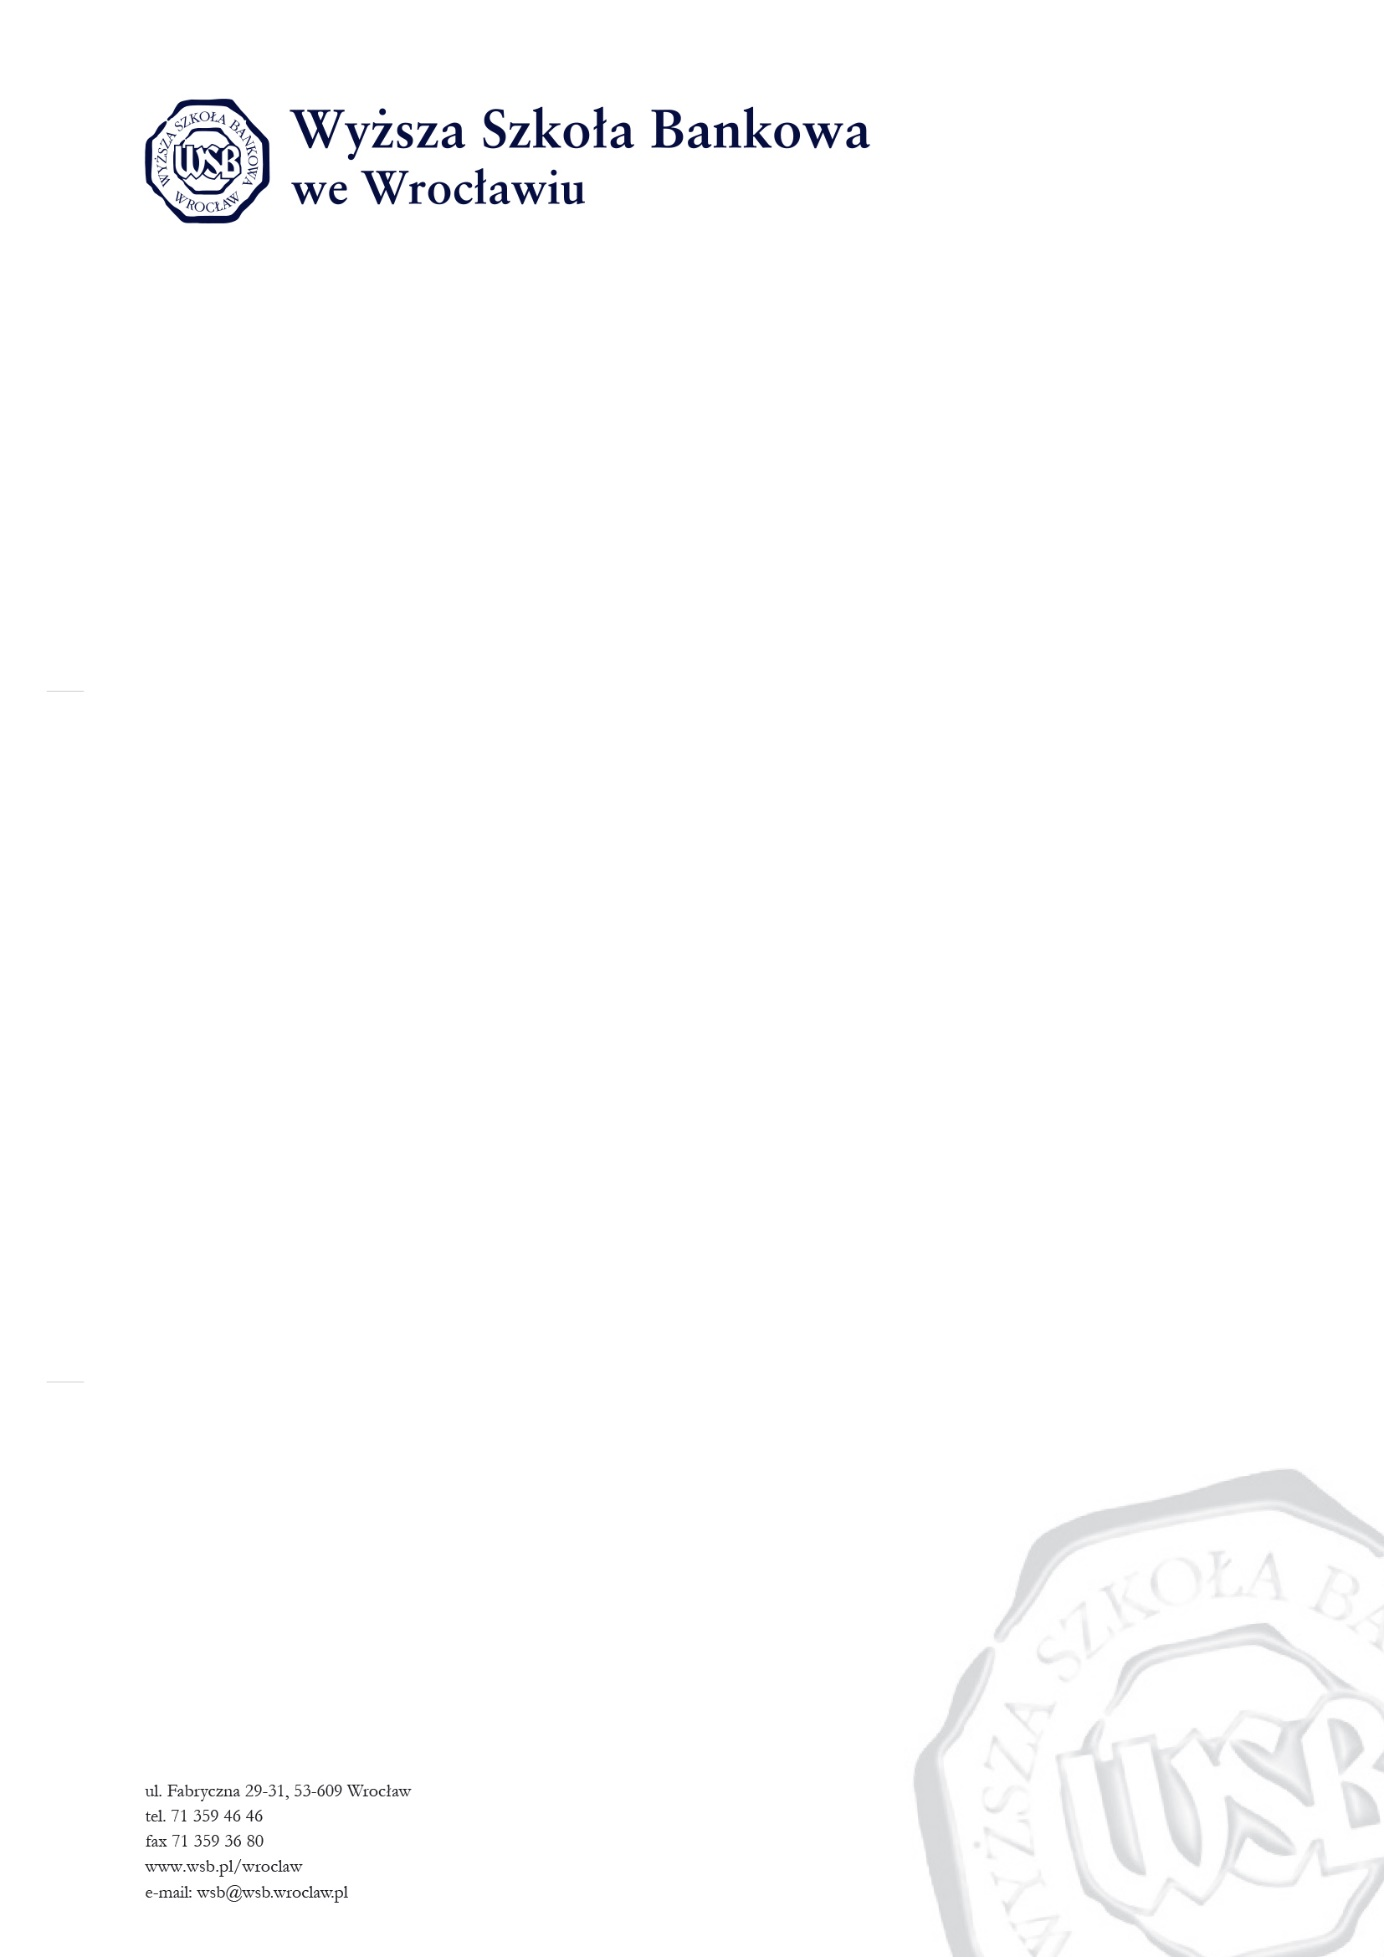 WYŻSZA SZKOŁA BANKOWA
WSB
WROCŁAW
Wyższa Szkoła Bankowa
we Wrocławiu
WYŻSZA SZKOŁA BA
WSB
ul. Fabryczna 29-31, 53-609 Wrocław
tel. 71 359 46 46
fax 71 359 36 80
www.wsb.pl/wroclaw
e-mail: wsb@wsb.wroclaw.pl